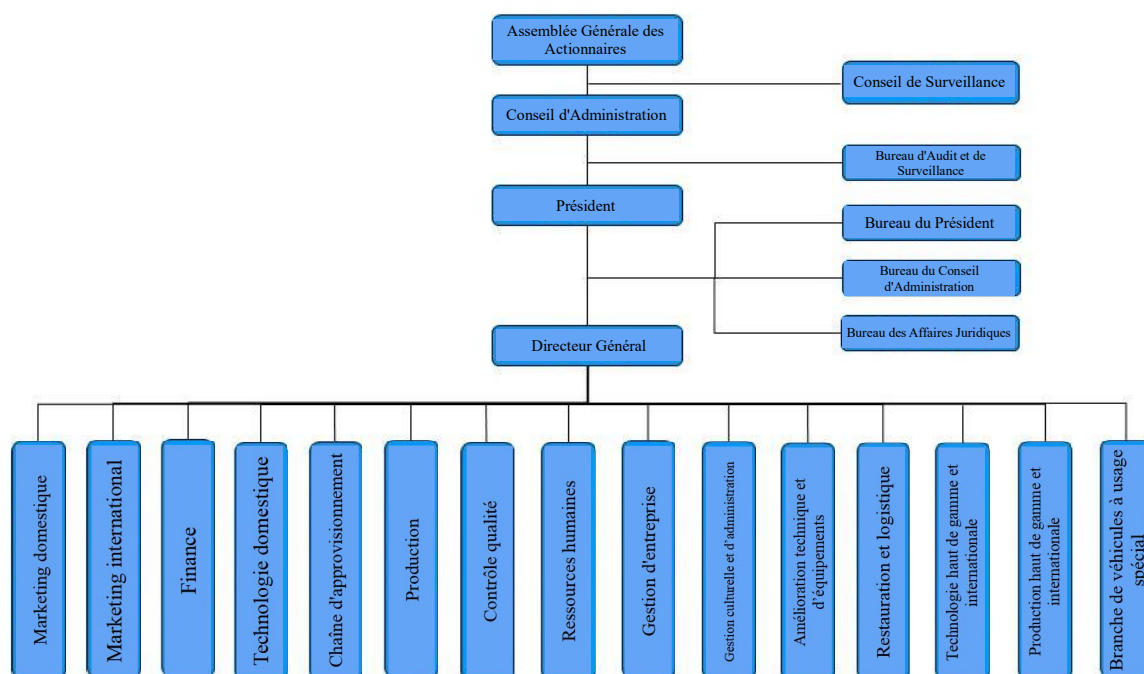 Assemblée Générale des
Actionnaires
Conseil de Surveillance
Conseil d'Administration
Bureau d'Audit et de
Surveillance
Président
Bureau du Président
Bureau du Conseil
d'Administration
Bureau des Affaires Juridiques
Directeur Général
Marketing domestique
Marketing international
Finance
Technologie domestique
Chaîne d'approvisionnement
Production
Contrôle qualité
Ressources humaines
Gestion d'entreprise
Gestion culturelle et d'administration
Amélioration technique et
d'équipements
Restauration et logistique
Technologie haut de gamme et
internationale
Production haut de gamme et
internationale
Branche de véhicules à usage
spécial